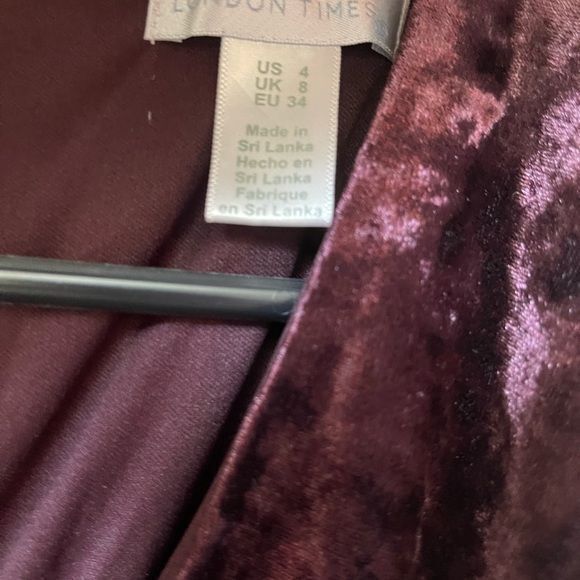 LONDON TIMES
US 4
UK 8
EU 34
Made in
Sri Lanka
Hecho en
Sri Lanka
Fabrique
en Sri Lanka